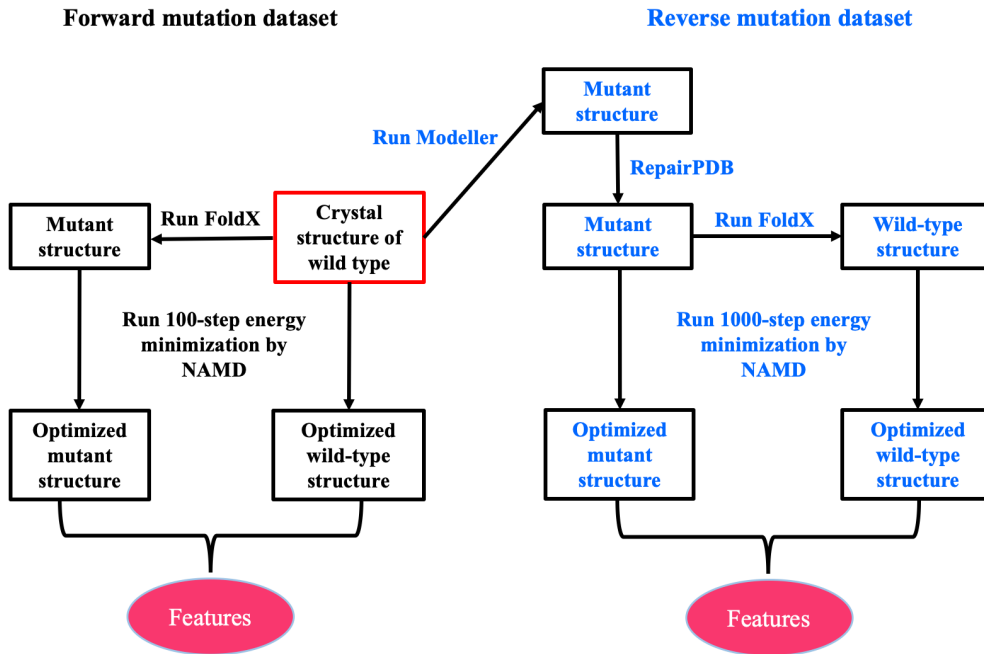 Forward mutation dataset
Reverse mutation dataset
Mutant
structure
Run Modeller
RepairPDB
Mutant
structure
Run FoldX
Crystal
structure of
wild type
Mutant
structure
Run FoldX
Wild-type
structure
Run 100-step energy
minimization by
NAMD
Run 1000-step energy
minimization by
NAMD
Optimized
mutant
structure
Optimized
wild-type
structure
Optimized
mutant
structure
Optimized
wild-type
structure
Features
Features